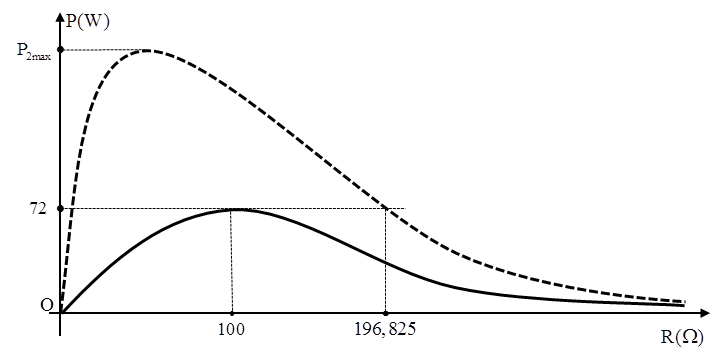 P(W)
P2max
72
O
100
196,825
R(Ω)